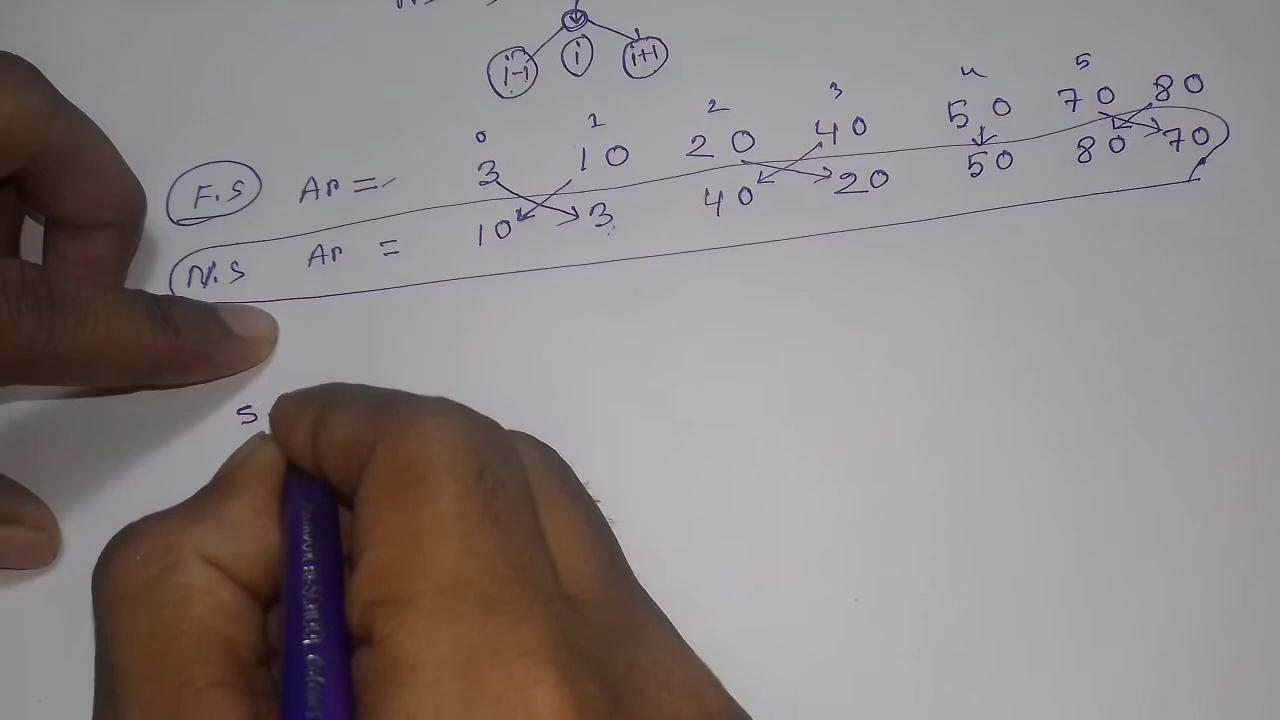 i-1 i i+1
0 1 2 3 4 5
F.S Ar = 3 10 20 40 50 70 80
N.S Ar = 10 3 40 20 50 80 70
S